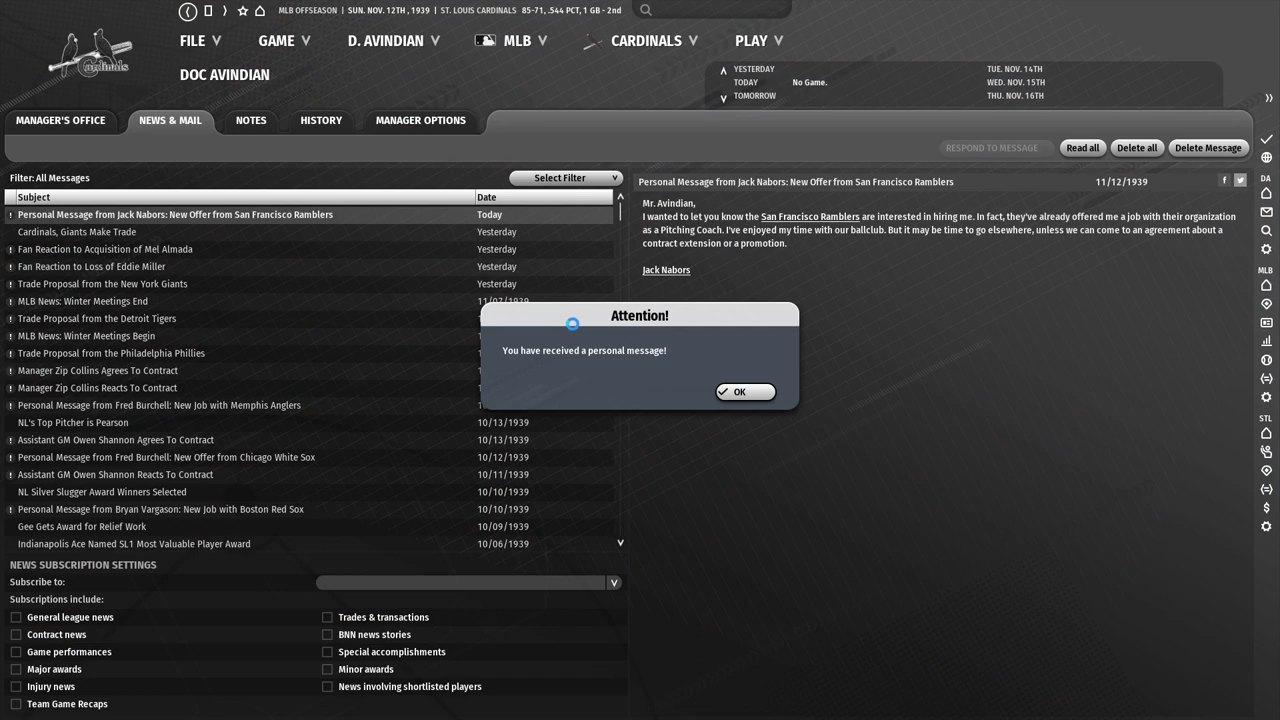 MLB OFFSEASON | SUN. NOV. 12TH , 1939 | ST. LOUIS CARDINALS 85-71, .544 PCT, 1 GB - 2nd
FILE GAME D. AVINDIAN MLB CARDINALS PLAY
Cardinals
DOC AVINDIAN
YESTERDAY TUE. NOV. 14TH
TODAY No Game. WED. NOV. 15TH
TOMORROW THU. NOV. 16TH
MANAGER'S OFFICE NEWS & MAIL NOTES HISTORY MANAGER OPTIONS
RESPOND TO MESSAGE Read all Delete all Delete Message
Filter: All Messages Select Filter
Subject Date
Personal Message from Jack Nabors: New Offer from San Francisco Ramblers Today
Cardinals, Giants Make Trade Yesterday
Fan Reaction to Acquisition of Mel Almada Yesterday
Fan Reaction to Loss of Eddie Miller Yesterday
Trade Proposal from the New York Giants Yesterday
MLB News: Winter Meetings End 11/07/1939
Trade Proposal from the Detroit Tigers
MLB News: Winter Meetings Begin
Trade Proposal from the Philadelphia Phillies
Manager Zip Collins Agrees To Contract
Manager Zip Collins Reacts To Contract
Personal Message from Fred Burchell: New Job with Memphis Anglers
NL's Top Pitcher is Pearson 10/13/1939
Assistant GM Owen Shannon Agrees To Contract 10/13/1939
Personal Message from Fred Burchell: New Offer from Chicago White Sox 10/12/1939
Assistant GM Owen Shannon Reacts To Contract 10/11/1939
NL Silver Slugger Award Winners Selected 10/10/1939
Personal Message from Bryan Vargason: New Job with Boston Red Sox 10/09/1939
Gee Gets Award for Relief Work 10/09/1939
Indianapolis Ace Named SL1 Most Valuable Player Award 10/06/1939
NEWS SUBSCRIPTION SETTINGS
Subscribe to:
Subscriptions include:
General league news Trades & transactions
Contract news BNN news stories
Game performances Special accomplishments
Major awards Minor awards
Injury news News involving shortlisted players
Team Game Recaps
Personal Message from Jack Nabors: New Offer from San Francisco Ramblers 11/12/1939
Mr. Avindian,
I wanted to let you know the San Francisco Ramblers are interested in hiring me. In fact, they've already offered me a job with their organization
as a Pitching Coach. I've enjoyed my time with our ballclub. But it may be time to go elsewhere, unless we can come to an agreement about a
contract extension or a promotion.
Jack Nabors
Attention!
You have received a personal message!
OK
DA
MLB
STL